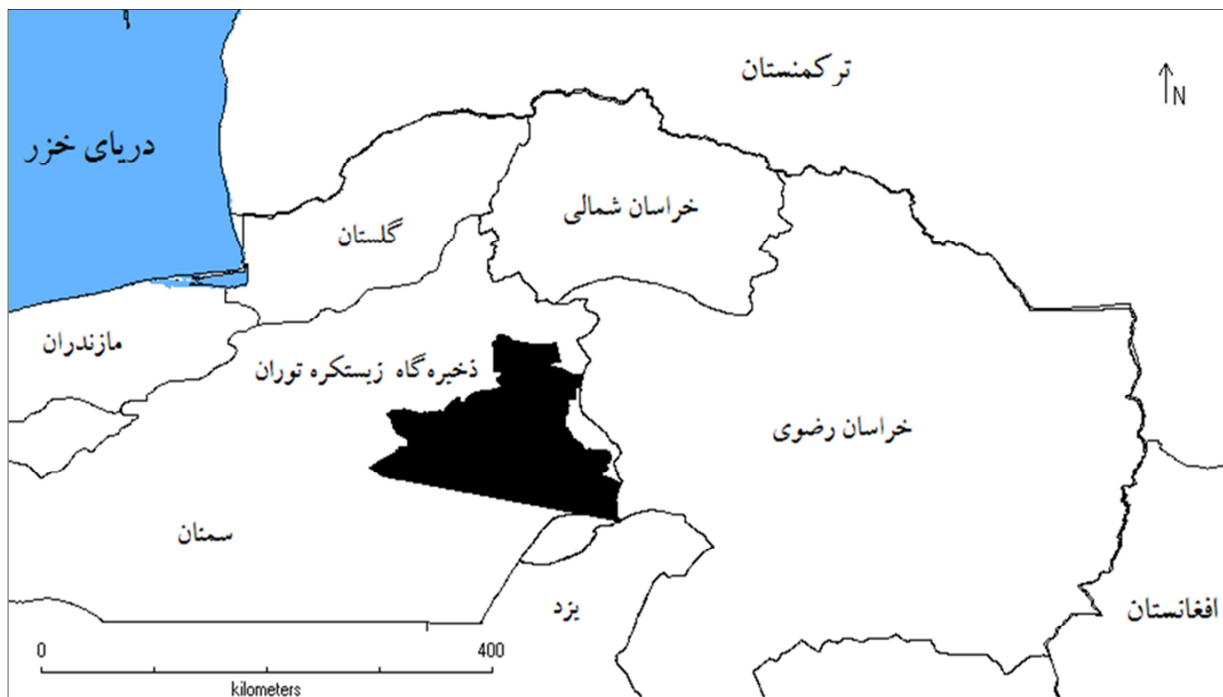 ترکمنستان
N
دریای خزر
خراسان شمالی
گلستان
مازندران
ذخیره‌گاه زیستکره توران
خراسان رضوی
سمنان
یزد
افغانستان
0 400
kilometers